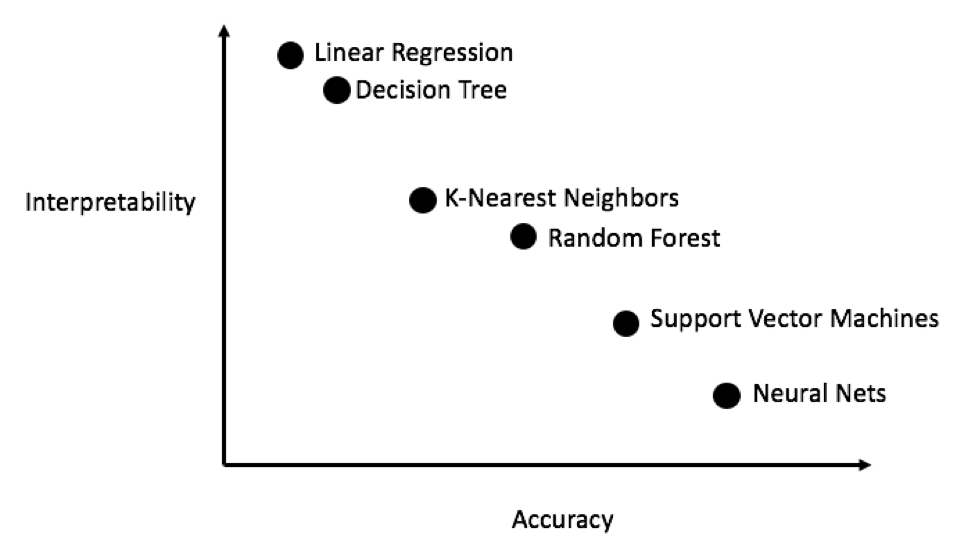 Linear Regression
Decision Tree
Interpretability
K-Nearest Neighbors
Random Forest
Support Vector Machines
Neural Nets
Accuracy